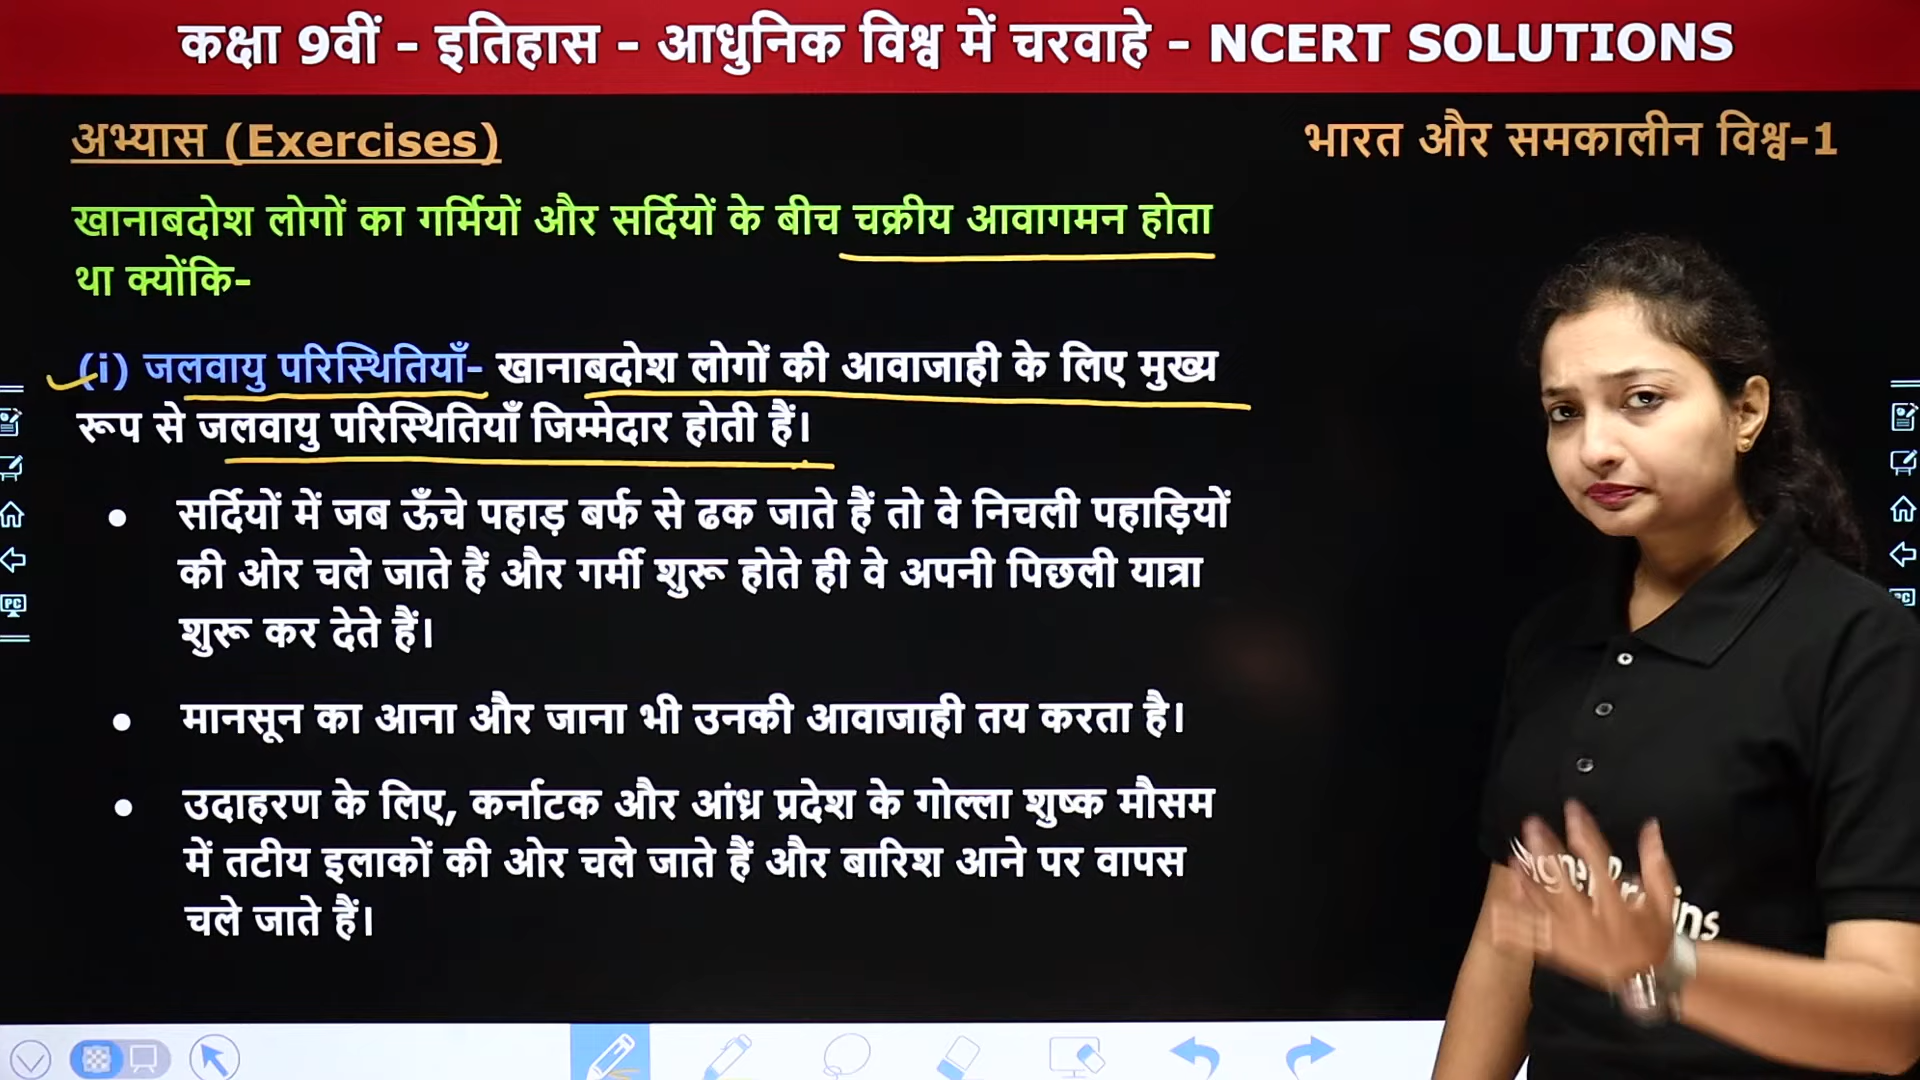 कक्षा 9वीं - इतिहास - आधुनिक विश्व में चरवाहे - NCERT SOLUTIONS
अभ्यास (Exercises)
भारत और समकालीन विश्व-1
खानाबदोश लोगों का गर्मियों और सर्दियों के बीच चक्रीय आवागमन होता
था क्योंकि-
(i) जलवायु परिस्थितियाँ- खानाबदोश लोगों की आवाजाही के लिए मुख्य
रूप से जलवायु परिस्थितियाँ जिम्मेदार होती हैं।
• सर्दियों में जब ऊँचे पहाड़ बर्फ से ढक जाते हैं तो वे निचली पहाड़ियों
की ओर चले जाते हैं और गर्मी शुरू होते ही वे अपनी पिछली यात्रा
शुरू कर देते हैं।
• मानसून का आना और जाना भी उनकी आवाजाही तय करता है।
• उदाहरण के लिए, कर्नाटक और आंध्र प्रदेश के गोल्ला शुष्क मौसम
में तटीय इलाकों की ओर चले जाते हैं और बारिश आने पर वापस
चले जाते हैं।
PC